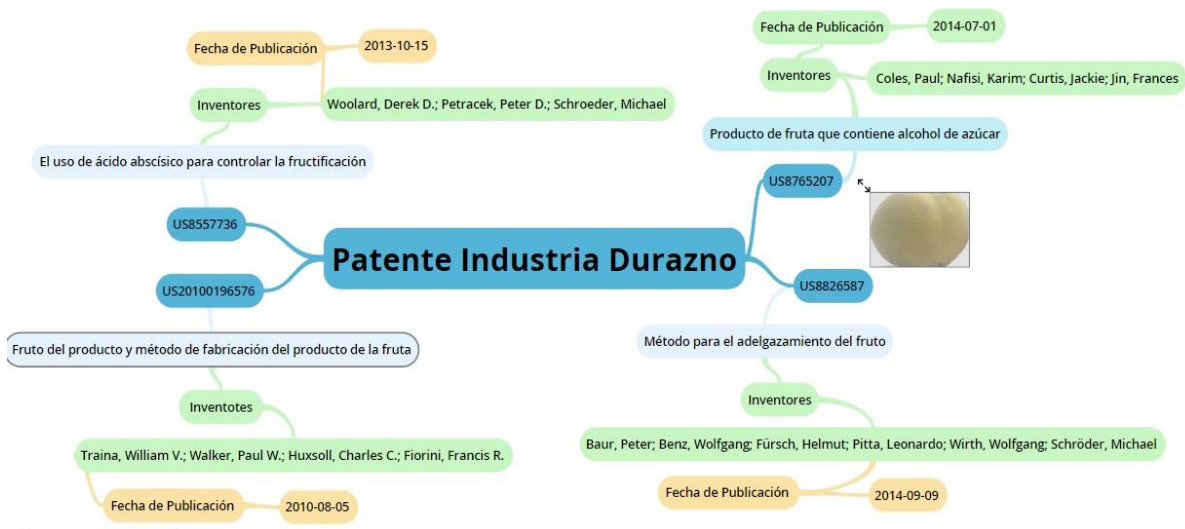 Patente Industria Durazno
US8557736
El uso de ácido abscísico para controlar la fructificación
Inventores
Woolard, Derek D.; Petracek, Peter D.; Schroeder, Michael
Fecha de Publicación
2013-10-15
US20100196576
Fruto del producto y método de fabricación del producto de la fruta
Inventotes
Traina, William V.; Walker, Paul W.; Huxsoll, Charles C.; Fiorini, Francis R.
Fecha de Publicación
2010-08-05
US8765207
Producto de fruta que contiene alcohol de azúcar
Inventores
Coles, Paul; Nafisi, Karim; Curtis, Jackie; Jin, Frances
Fecha de Publicación
2014-07-01
US8826587
Método para el adelgazamiento del fruto
Inventores
Baur, Peter; Benz, Wolfgang; Fürsch, Helmut; Pitta, Leonardo; Wirth, Wolfgang; Schröder, Michael
Fecha de Publicación
2014-09-09